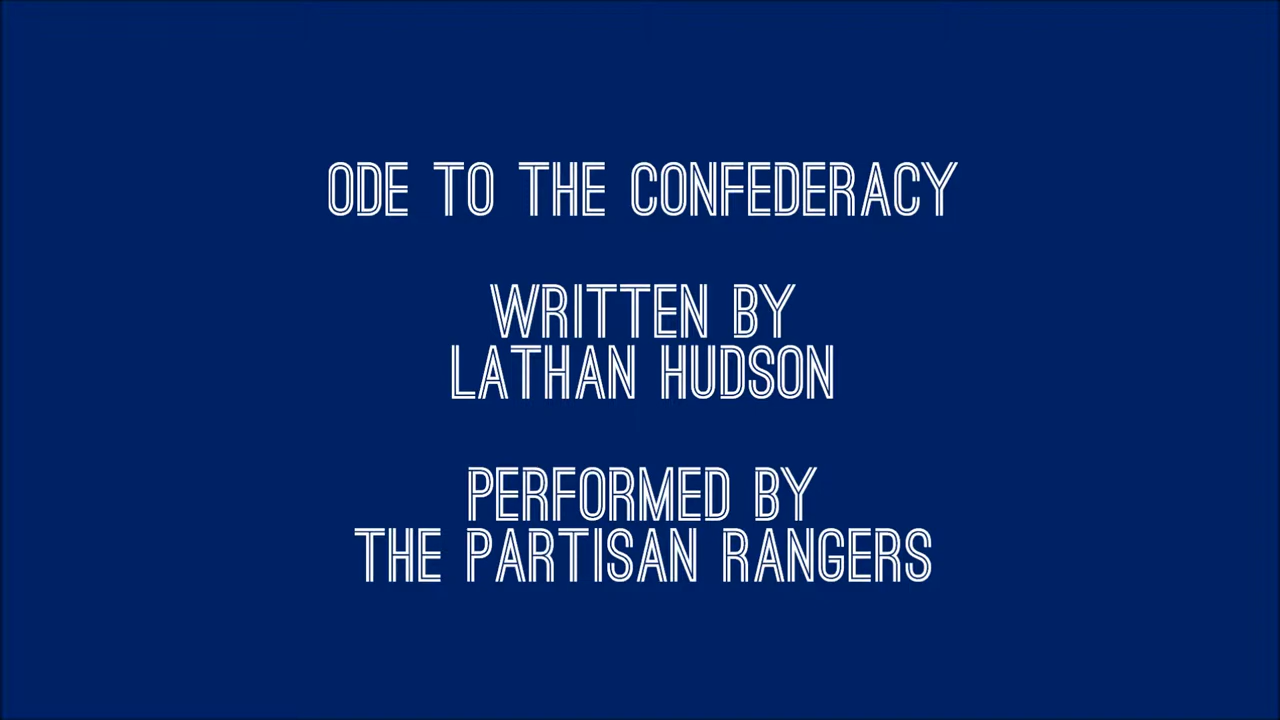 ODE TO THE CONFEDERACY
WRITTEN BY
LATHAN HUDSON
PERFORMED BY
THE PARTISAN RANGERS